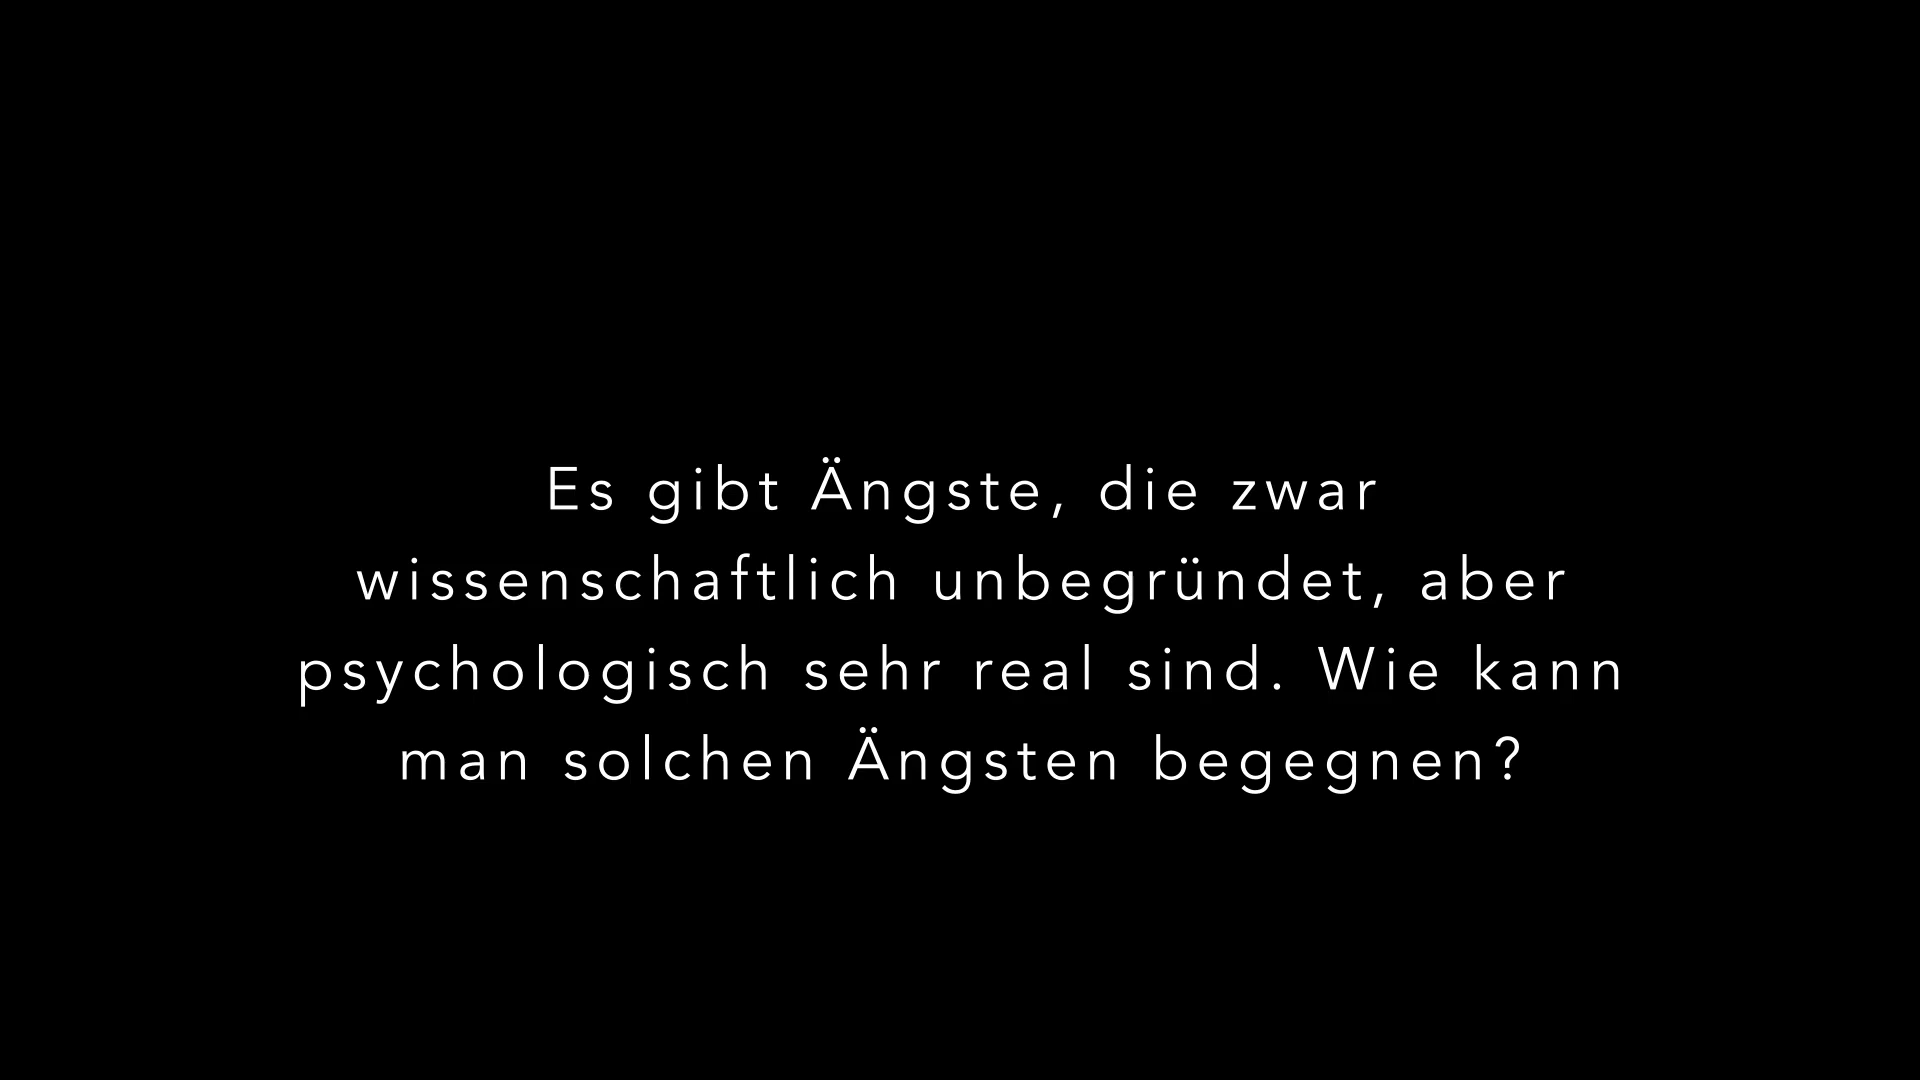 Es gibt Ängste, die zwar
wissenschaftlich unbegründet, aber
psychologisch sehr real sind. Wie kann
man solchen Ängsten begegnen?